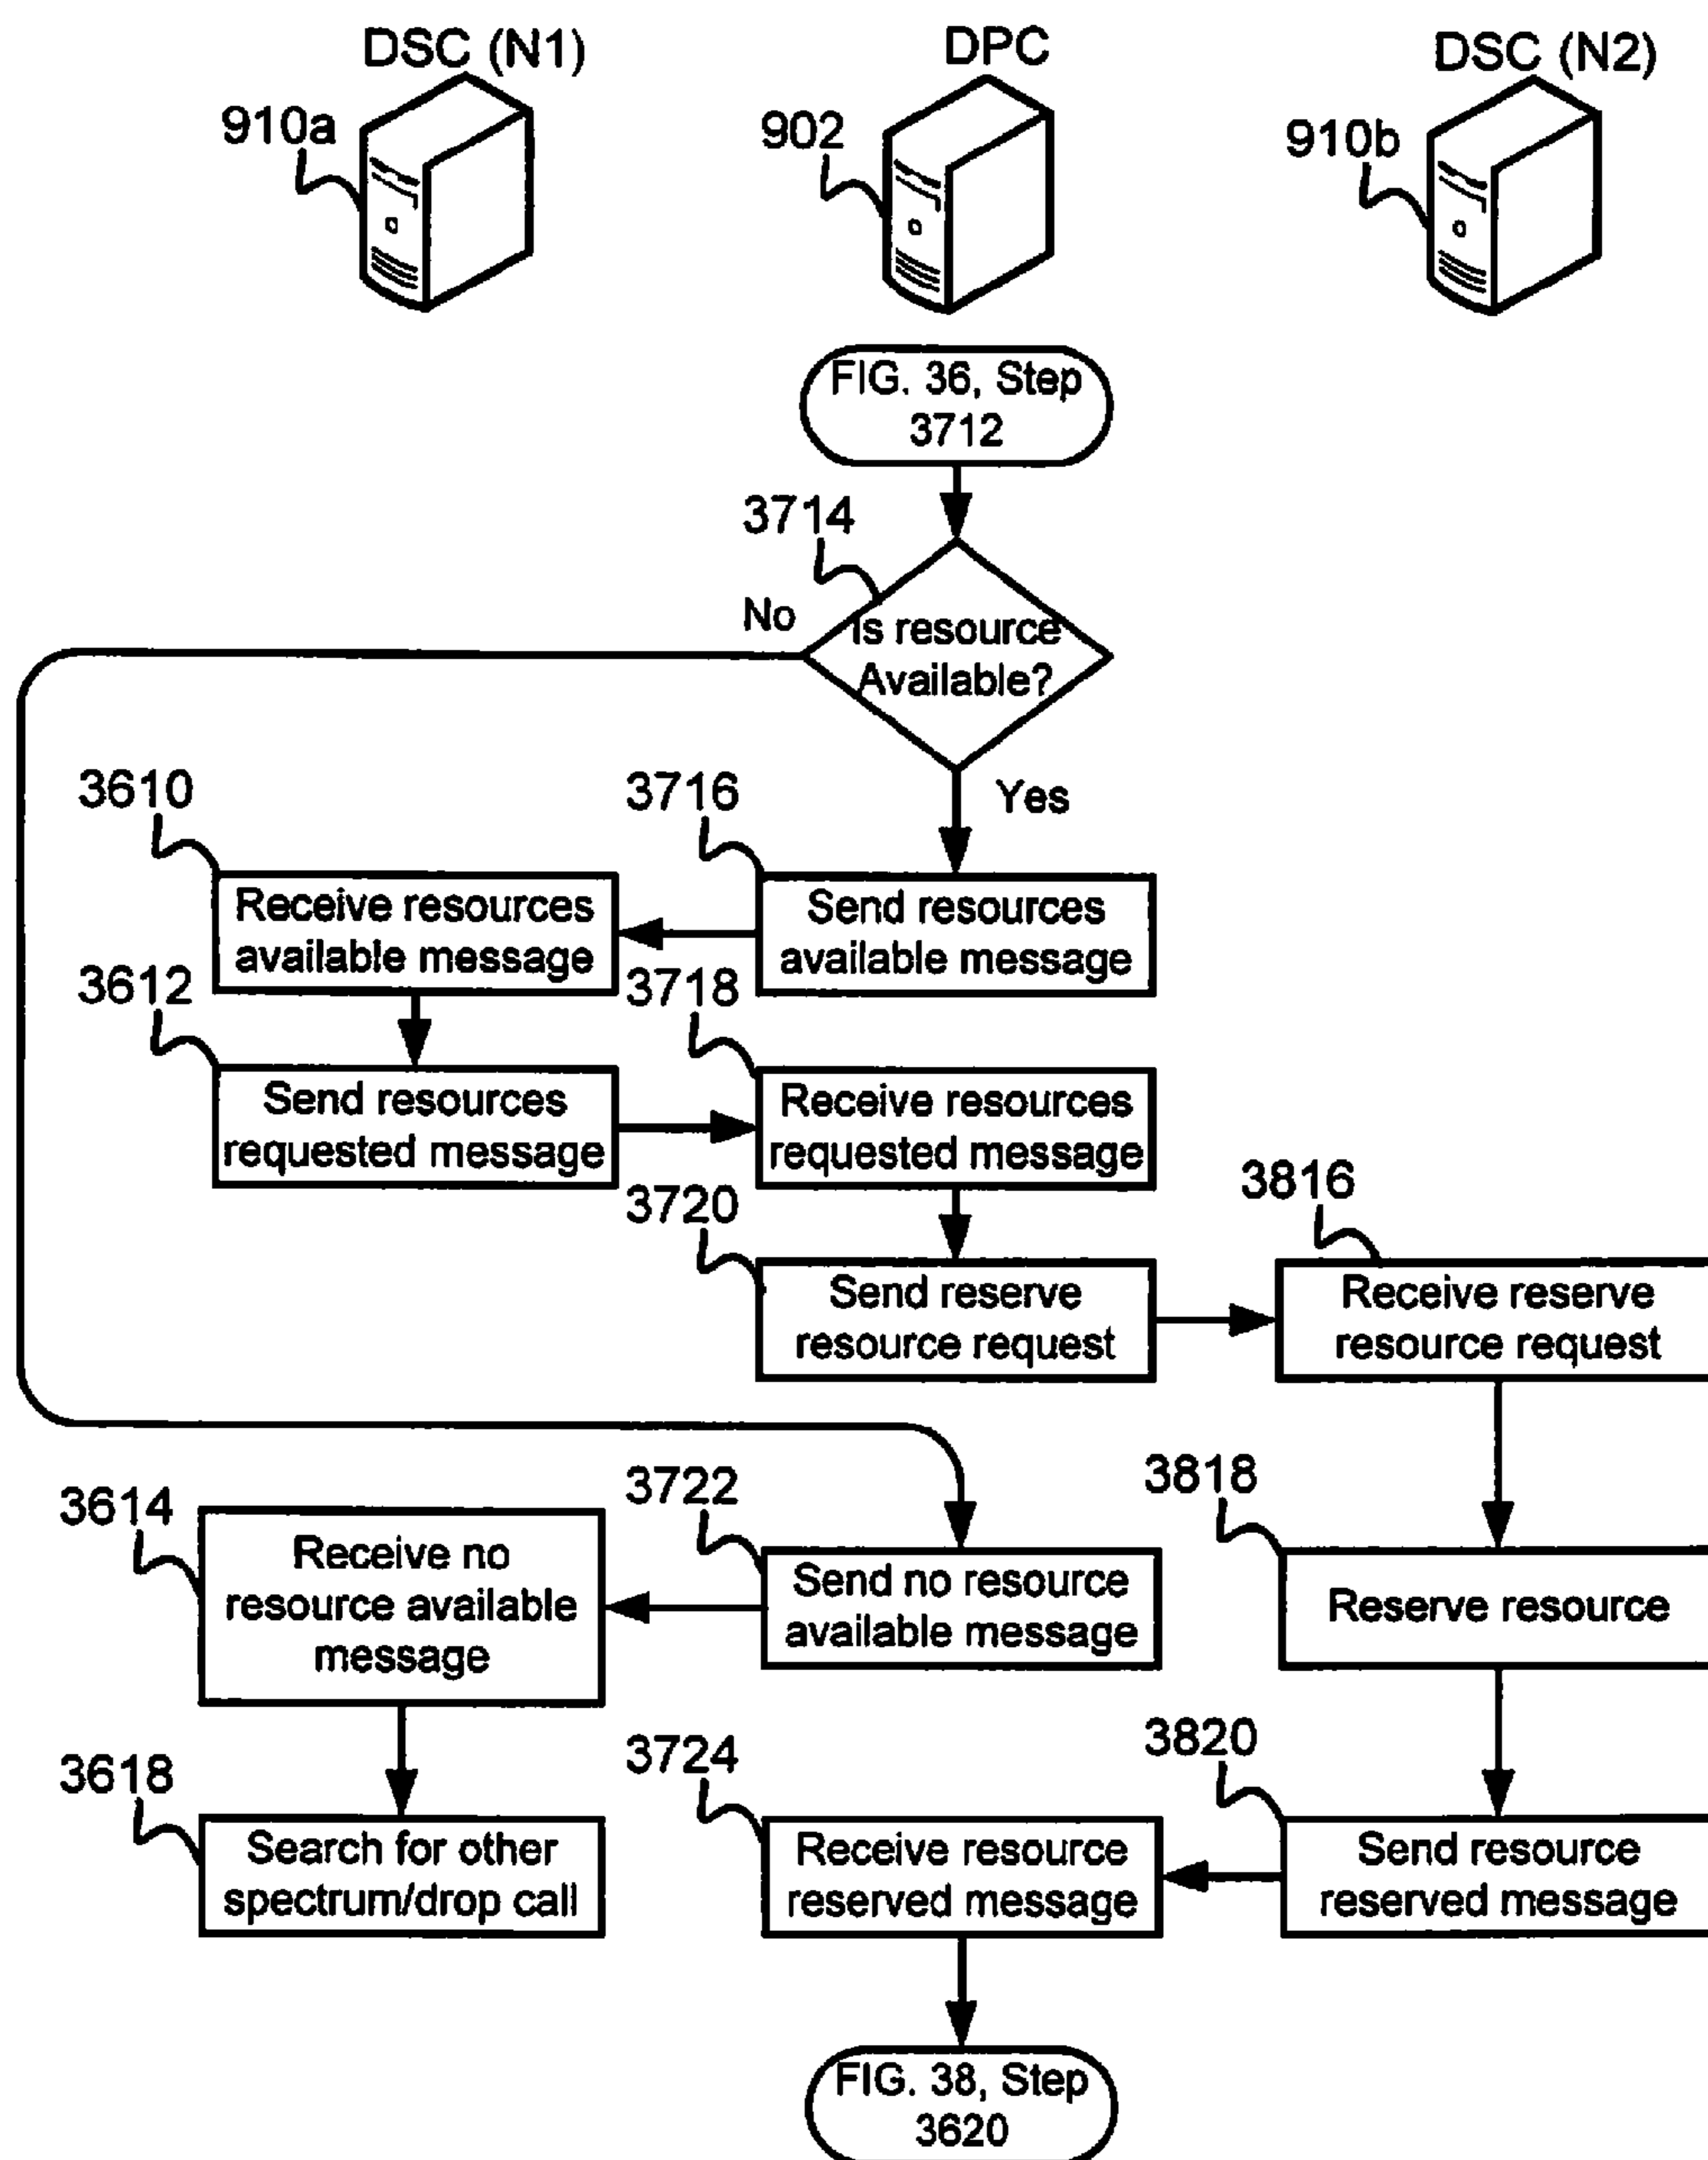 DSC (N1)
DPC
DSC (N2)
910a
902
910b
FIG. 36, Step
3712
3714
No
Is resource
Available?
Yes
3610
3716
Receive resources
available message
Send resources
available message
3612
3718
Send resources
requested message
Receive resources
requested message
3720
3816
Send reserve
resource request
Receive reserve
resource request
3614
3722
3818
Receive no
resource available
message
Send no resource
available message
Reserve resource
3618
3724
3820
Search for other
spectrum/drop call
Receive resource
reserved message
Send resource
reserved message
FIG. 38, Step
3620